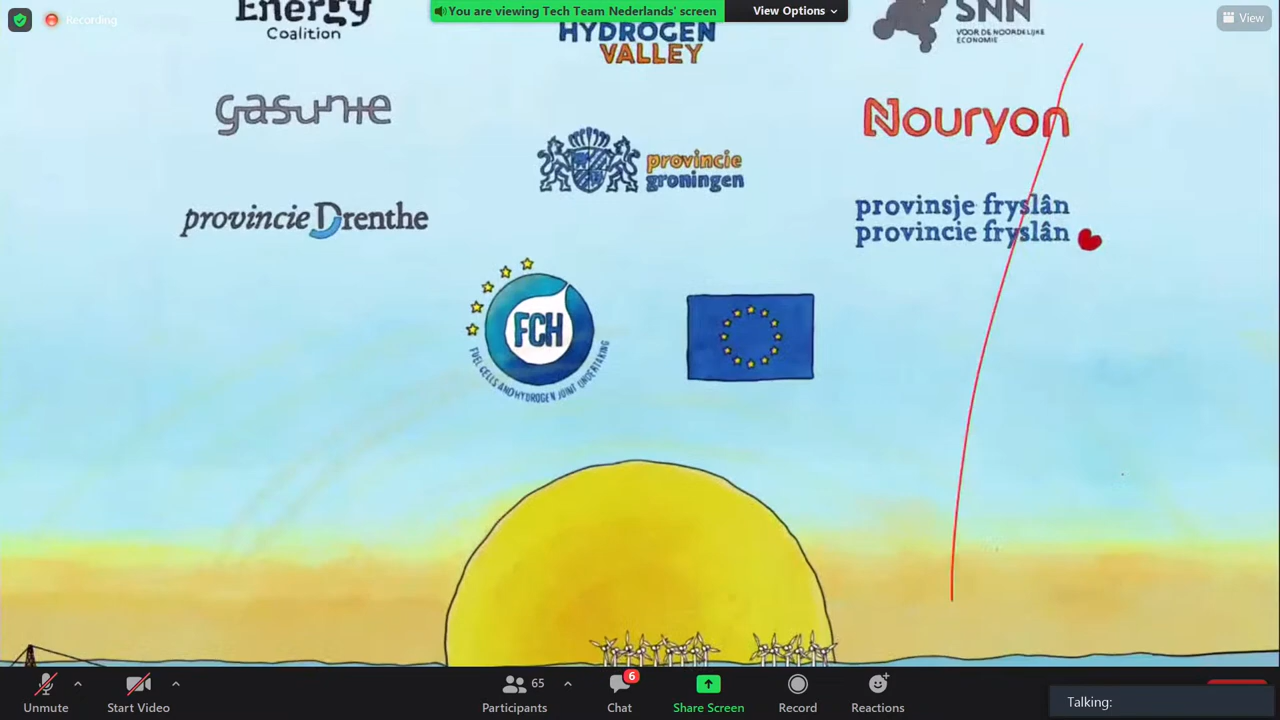 Recording
You are viewing Tech Team Nederlands' screen
View Options
View
Energy
Coalition
HYDROGEN
VALLEY
SNN
VOOR DE NOORDELIJKE
ECONOMIE
gasunie
provincie
groningen
Nouryon
provincie Drenthe
provinsje fryslân
provincie fryslân
FCH
FUEL CELLS AND HYDROGEN JOINT UNDERTAKING
Unmute
Start Video
65
Participants
6
Chat
Share Screen
Record
Reactions
Talking: